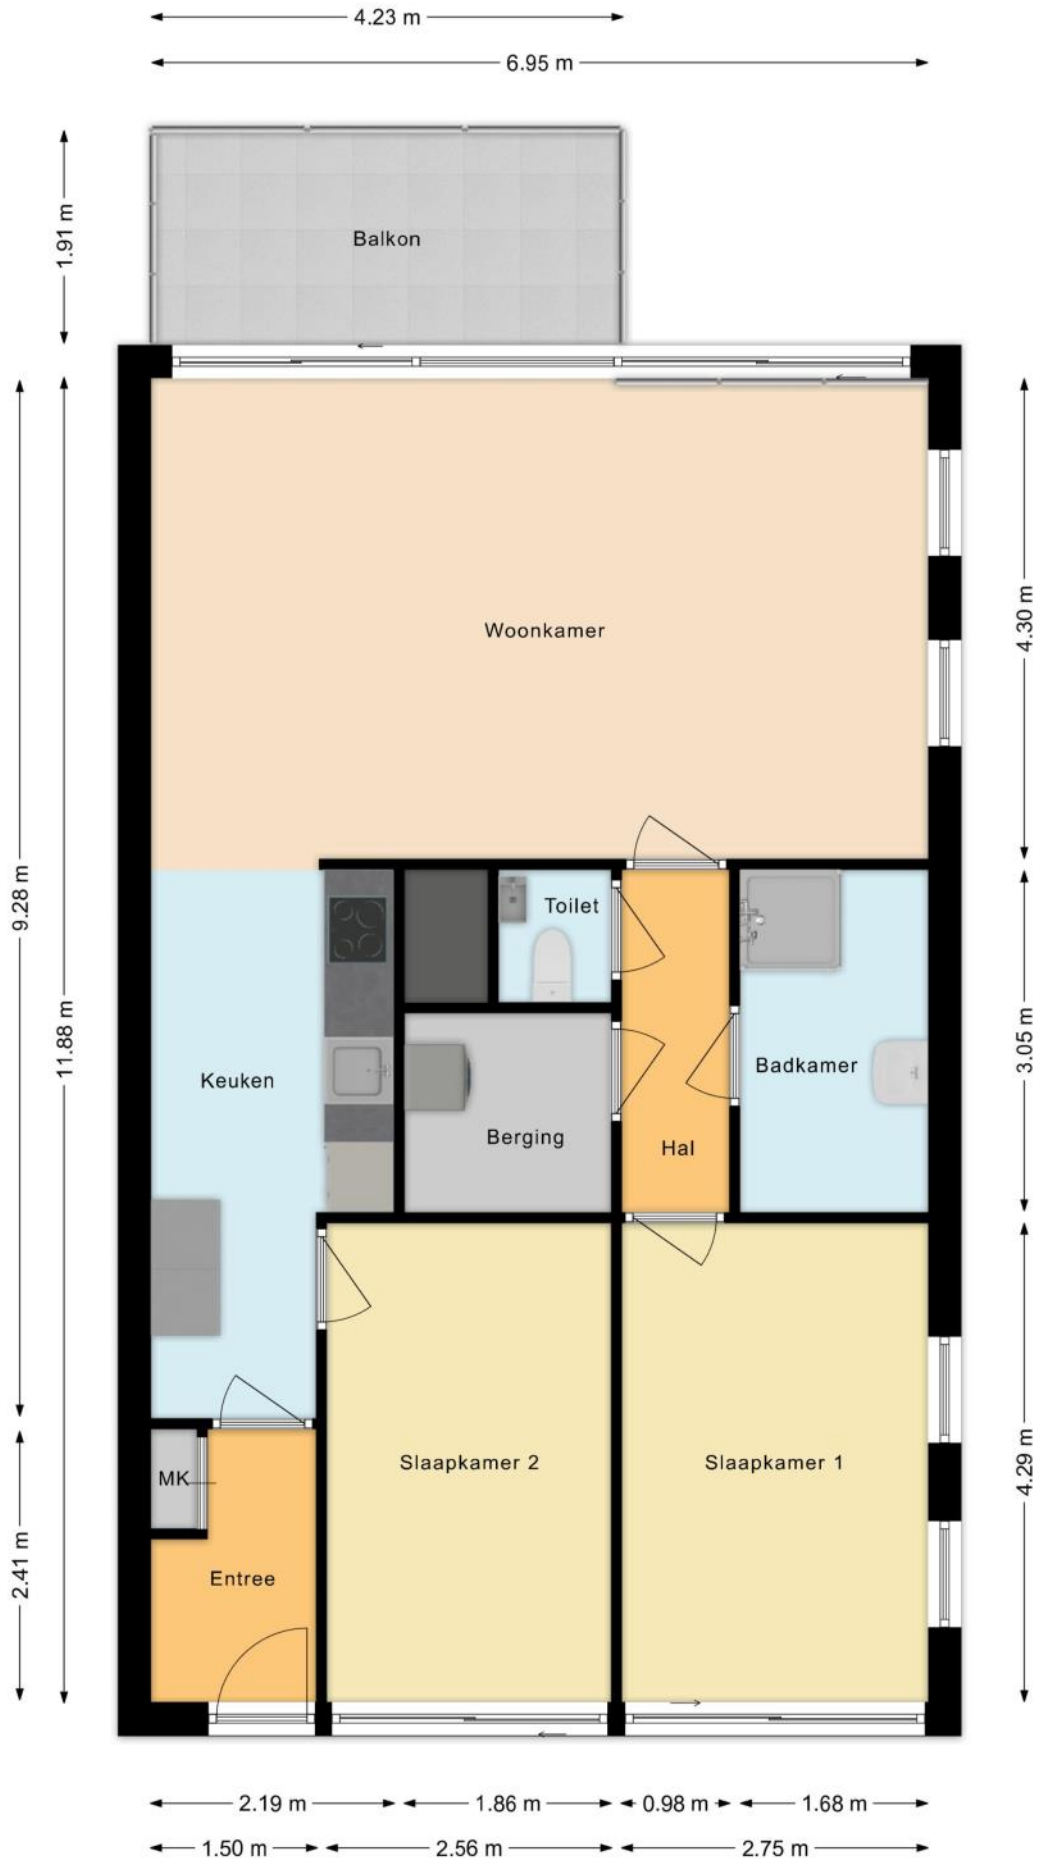 4.23 m
6.95 m
1.91 m
Balkon
Woonkamer
4.30 m
9.28 m
11.88 m
Toilet
Keuken
Badkamer
3.05 m
Berging
Hal
MK
Slaapkamer 2
Slaapkamer 1
4.29 m
2.41 m
Entree
2.19 m
1.86 m
0.98 m
1.68 m
1.50 m
2.56 m
2.75 m